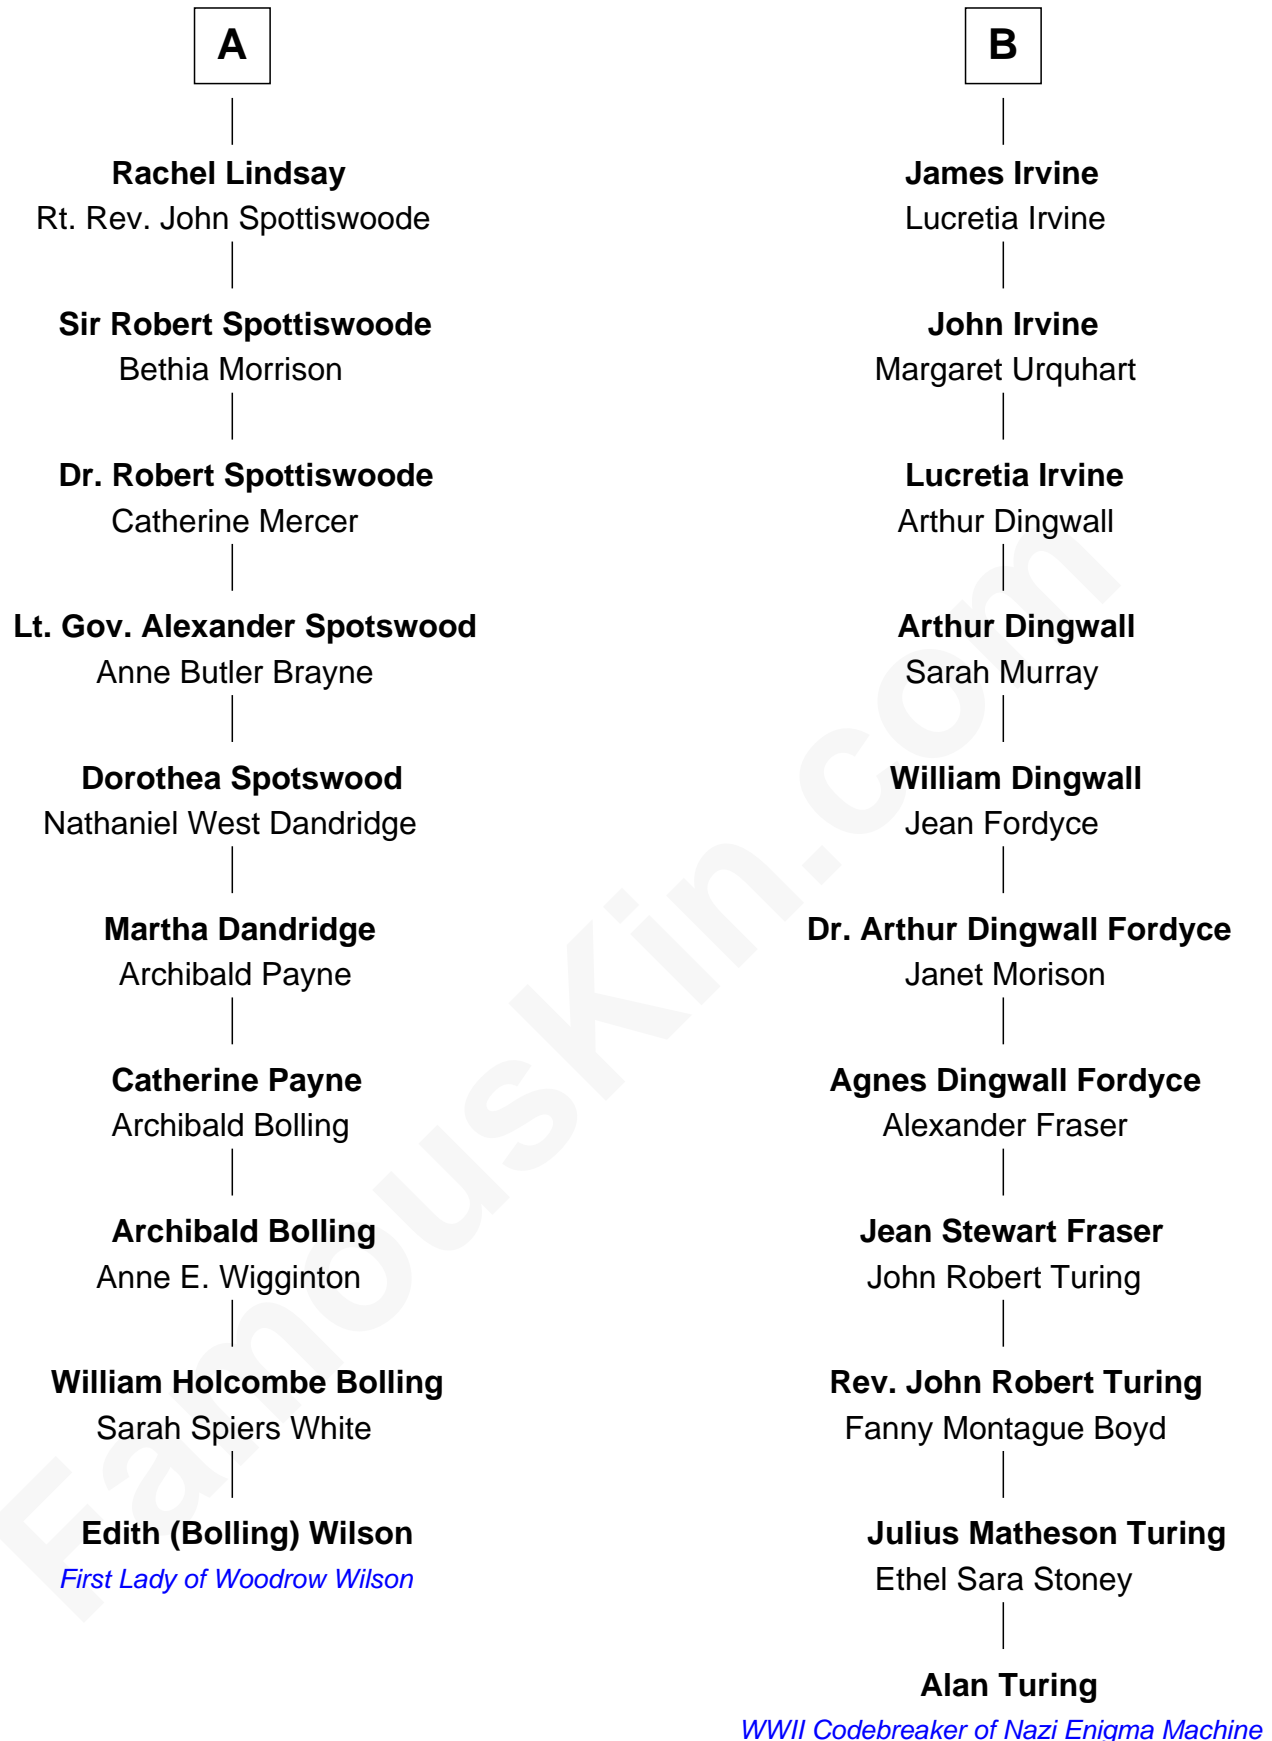 A
Rachel Lindsay
Rt. Rev. John Spottiswoode
Sir Robert Spottiswoode
Bethia Morrison
Dr. Robert Spottiswoode
Catherine Mercer
Lt. Gov. Alexander Spotswood
Anne Butler Brayne
Dorothea Spotswood
Nathaniel West Dandridge
Martha Dandridge
Archibald Payne
Catherine Payne
Archibald Bolling
Archibald Bolling
Anne E. Wigginton
William Holcombe Bolling
Sarah Spiers White
Edith (Bolling) Wilson
First Lady of Woodrow Wilson
B
James Irvine
Lucretia Irvine
John Irvine
Margaret Urquhart
Lucretia Irvine
Arthur Dingwall
Arthur Dingwall
Sarah Murray
William Dingwall
Jean Fordyce
Dr. Arthur Dingwall Fordyce
Janet Morison
Agnes Dingwall Fordyce
Alexander Fraser
Jean Stewart Fraser
John Robert Turing
Rev. John Robert Turing
Fanny Montague Boyd
Julius Matheson Turing
Ethel Sara Stoney
Alan Turing
WWII Codebreaker of Nazi Enigma Machine
FamousKin.com